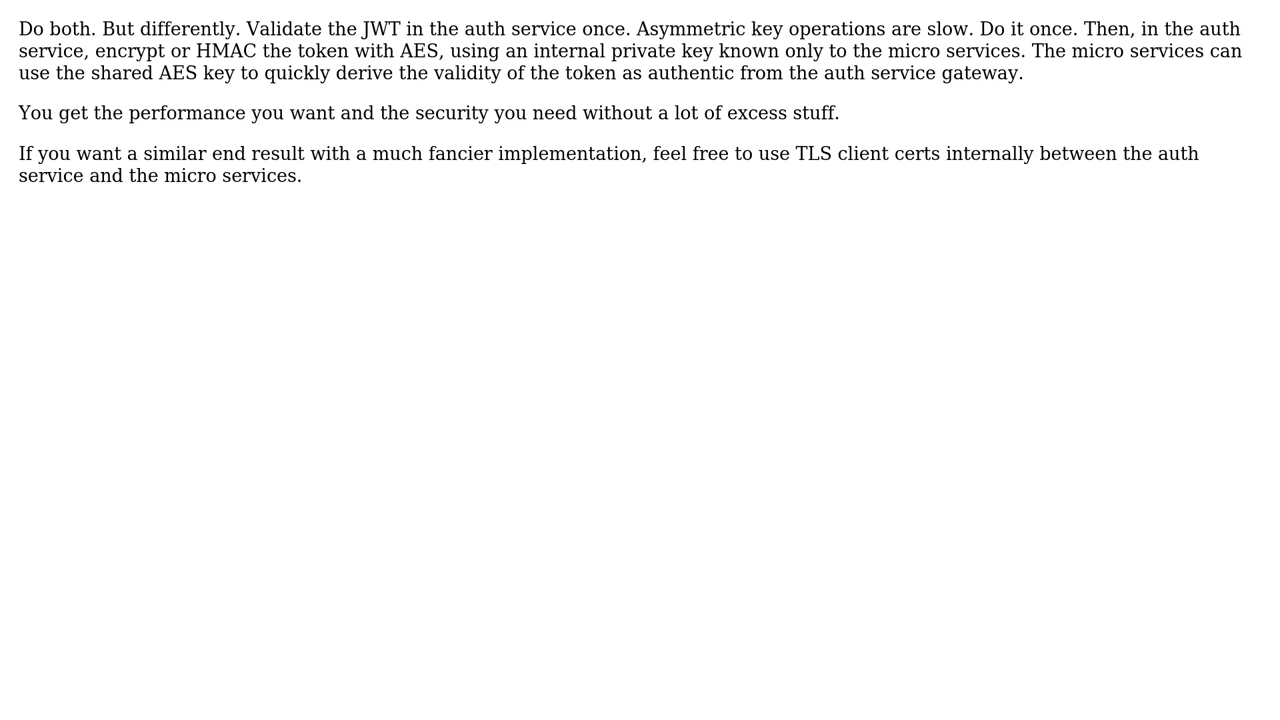 Do both. But differently. Validate the JWT in the auth service once. Asymmetric key operations are slow. Do it once. Then, in the auth
service, encrypt or HMAC the token with AES, using an internal private key known only to the micro services. The micro services can
use the shared AES key to quickly derive the validity of the token as authentic from the auth service gateway.
You get the performance you want and the security you need without a lot of excess stuff.
If you want a similar end result with a much fancier implementation, feel free to use TLS client certs internally between the auth
service and the micro services.